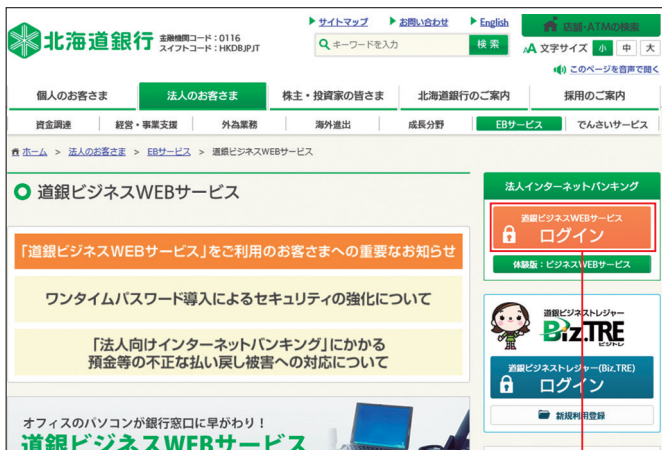 サイトマップ お問い合わせ English 店舗・ATMの検索
北海道銀行 金融機関コード：0116
スイフトコード：HKDBJPJT
キーワードを入力 検索 AA 文字サイズ 小 中 大
このページを音声で聞く
個人のお客さま 法人のお客さま 株主・投資家の皆さま 北海道銀行のご案内 採用のご案内
資金調達 経営・事業支援 外為業務 海外進出 成長分野 EBサービス でんさいサービス
ホーム > 法人のお客さま > EBサービス > 道銀ビジネスWEBサービス
道銀ビジネスWEBサービス
「道銀ビジネスWEBサービス」をご利用のお客さまへの重要なお知らせ
ワンタイムパスワード導入によるセキュリティの強化について
「法人向けインターネットバンキング」にかかる
預金等の不正な払い戻し被害への対応について
オフィスのパソコンが銀行窓口に早がわり！
道銀ビジネスWEBサービス
法人インターネットバンキング
道銀ビジネスWEBサービス
ログイン
体験版：ビジネスWEBサービス
道銀ビジネストレジャー
Biz.TRE
ビジトレ
道銀ビジネストレジャー(Biz.TRE)
ログイン
新規利用登録